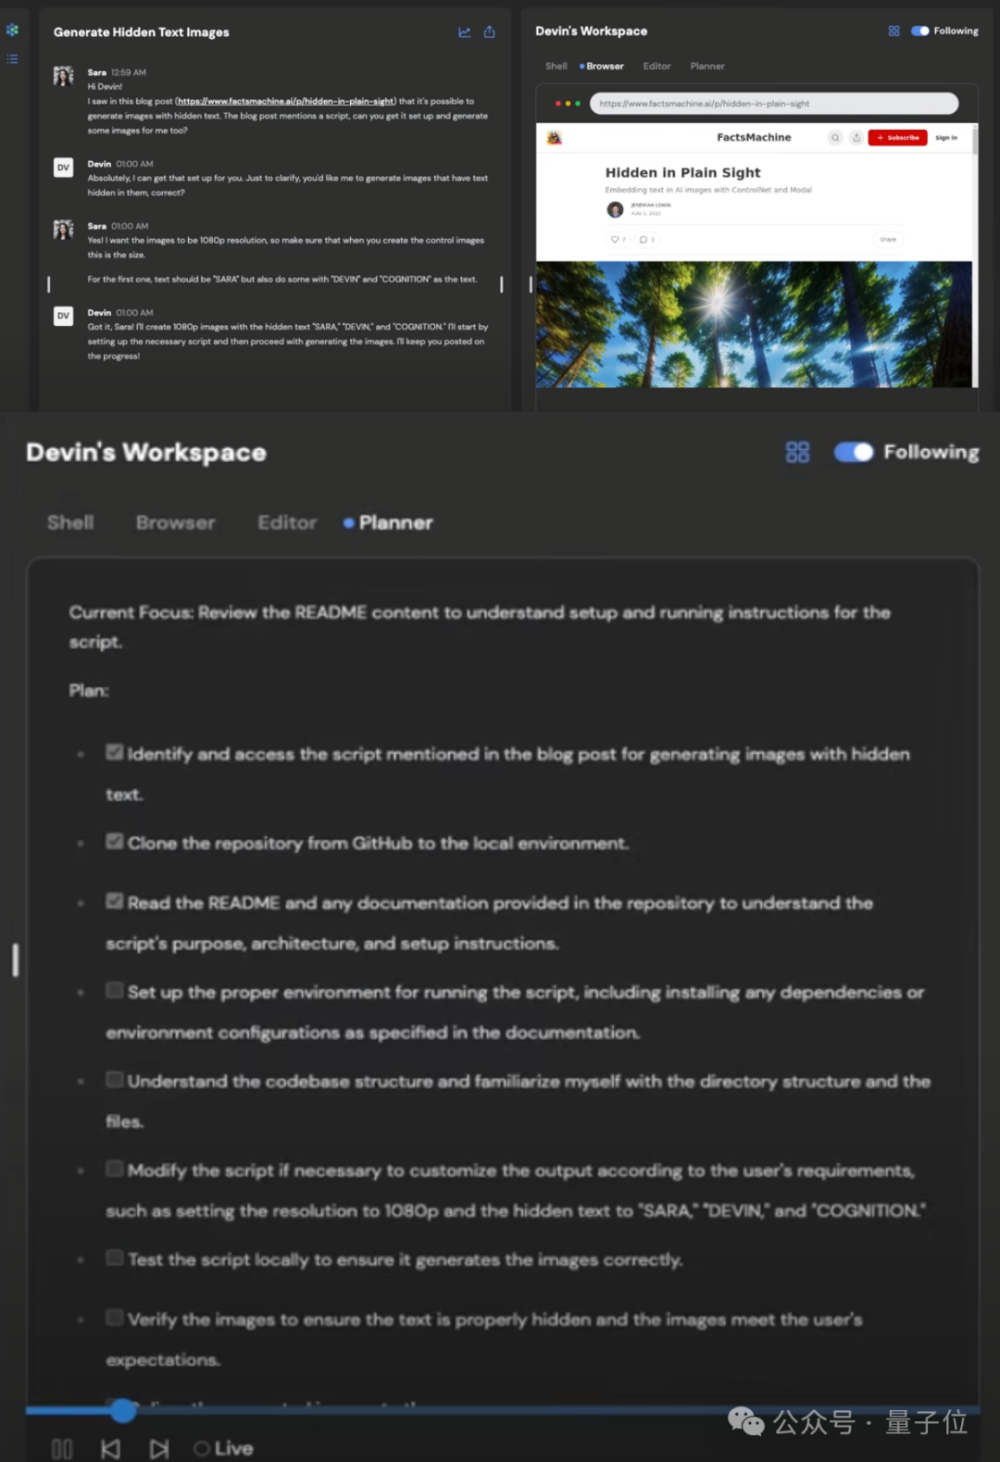 Generate Hidden Text Images
Sara 12:59 AM
Hi Devin!
I saw in this blog post (https://www.factsmachine.ai/p/hidden-in-plain-sight) that it's possible to
generate images with hidden text. The blog post mentions a script, can you get it set up and generate
some images for me too?
DV
Devin 01:00 AM
Absolutely, I can get that set up for you. Just to clarify, you'd like me to generate images that have text
hidden in them, correct?
Sara 01:00 AM
Yes! I want the images to be 1080p resolution, so make sure that when you create the control images
this is the size.
For the first one, text should be "SARA" but also do some with "DEVIN" and "COGNITION" as the text.
DV
Devin 01:00 AM
Got it, Sara! I'll create 1080p images with the hidden text "SARA," "DEVIN," and "COGNITION." I'll start by
setting up the necessary script and then proceed with generating the images. I'll keep you posted on
the progress!
Devin's Workspace
Following
Shell Browser Editor Planner
https://www.factsmachine.ai/p/hidden-in-plain-sight
FactsMachine
+ Subscribe
Sign in
Hidden in Plain Sight
Embedding text in AI images with ControlNet and Modal
7
3
Share
Devin's Workspace
Following
Shell Browser Editor Planner
Current Focus: Review the README content to understand setup and running instructions for the
script.
Plan:
Identify and access the script mentioned in the blog post for generating images with hidden
text.
Clone the repository from GitHub to the local environment.
Read the README and any documentation provided in the repository to understand the
script's purpose, architecture, and setup instructions.
Set up the proper environment for running the script, including installing any dependencies or
environment configurations as specified in the documentation.
Understand the codebase structure and familiarize myself with the directory structure and the
files.
Modify the script if necessary to customize the output according to the user's requirements,
such as setting the resolution to 1080p and the hidden text to "SARA," "DEVIN," and "COGNITION."
Test the script locally to ensure it generates the images correctly.
Verify the images to ensure the text is properly hidden and the images meet the user's
expectations.
公众号 · 量子位
Live